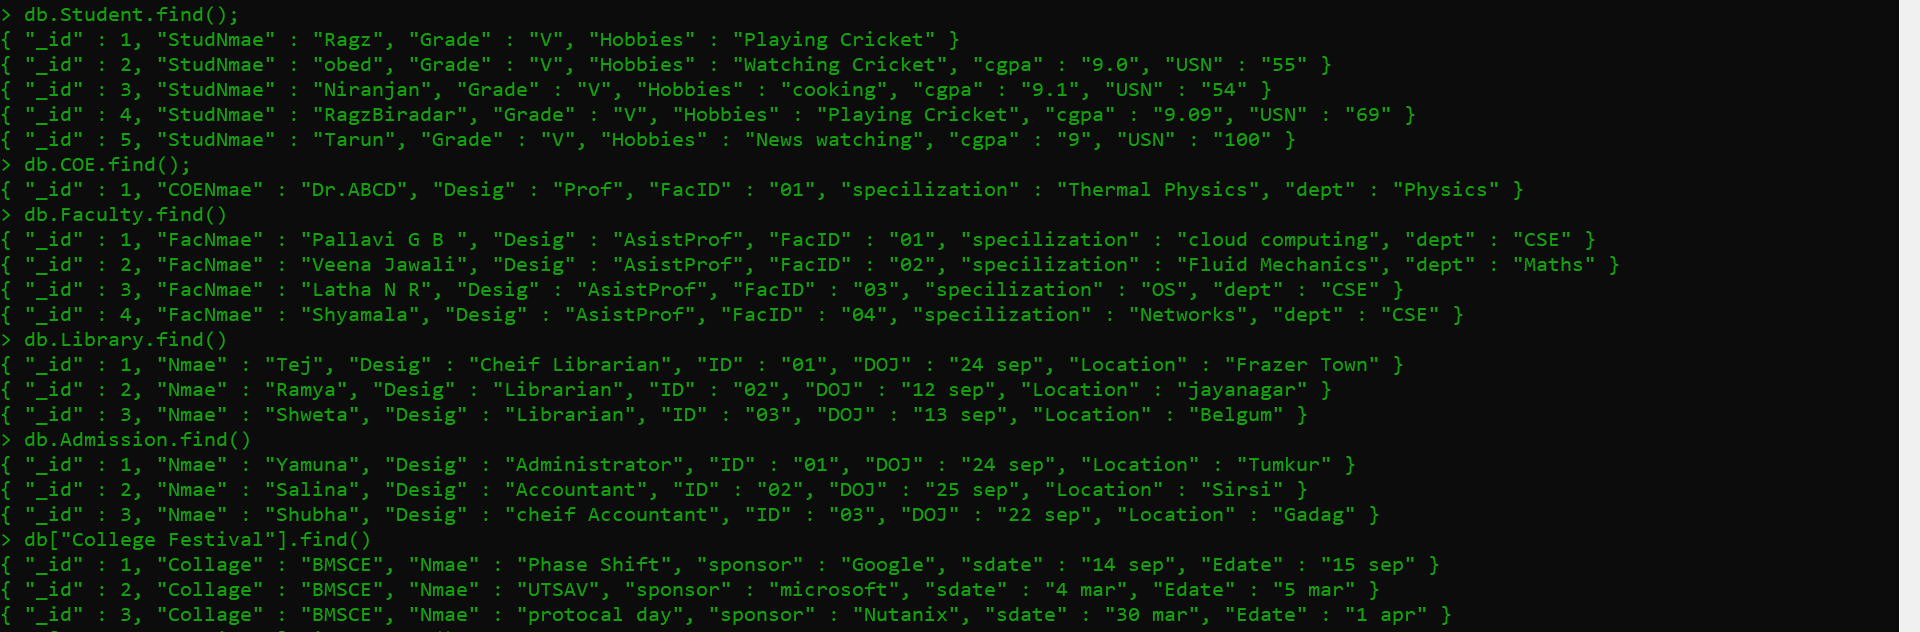 > db.Student.find();
{ "_id" : 1, "StudNmae" : "Ragz", "Grade" : "V", "Hobbies" : "Playing Cricket" }
{ "_id" : 2, "StudNmae" : "obed", "Grade" : "V", "Hobbies" : "Watching Cricket", "cgpa" : "9.0", "USN" : "55" }
{ "_id" : 3, "StudNmae" : "Niranjan", "Grade" : "V", "Hobbies" : "cooking", "cgpa" : "9.1", "USN" : "54" }
{ "_id" : 4, "StudNmae" : "RagzBiradar", "Grade" : "V", "Hobbies" : "Playing Cricket", "cgpa" : "9.09", "USN" : "69" }
{ "_id" : 5, "StudNmae" : "Tarun", "Grade" : "V", "Hobbies" : "News watching", "cgpa" : "9", "USN" : "100" }
> db.COE.find();
{ "_id" : 1, "COENmae" : "Dr.ABCD", "Desig" : "Prof", "FacID" : "01", "specilization" : "Thermal Physics", "dept" : "Physics" }
> db.Faculty.find()
{ "_id" : 1, "FacNmae" : "Pallavi G B ", "Desig" : "AsistProf", "FacID" : "01", "specilization" : "cloud computing", "dept" : "CSE" }
{ "_id" : 2, "FacNmae" : "Veena Jawali", "Desig" : "AsistProf", "FacID" : "02", "specilization" : "Fluid Mechanics", "dept" : "Maths" }
{ "_id" : 3, "FacNmae" : "Latha N R", "Desig" : "AsistProf", "FacID" : "03", "specilization" : "OS", "dept" : "CSE" }
{ "_id" : 4, "FacNmae" : "Shyamala", "Desig" : "AsistProf", "FacID" : "04", "specilization" : "Networks", "dept" : "CSE" }
> db.Library.find()
{ "_id" : 1, "Nmae" : "Tej", "Desig" : "Cheif Librarian", "ID" : "01", "DOJ" : "24 sep", "Location" : "Frazer Town" }
{ "_id" : 2, "Nmae" : "Ramya", "Desig" : "Librarian", "ID" : "02", "DOJ" : "12 sep", "Location" : "jayanagar" }
{ "_id" : 3, "Nmae" : "Shweta", "Desig" : "Librarian", "ID" : "03", "DOJ" : "13 sep", "Location" : "Belgum" }
> db.Admission.find()
{ "_id" : 1, "Nmae" : "Yamuna", "Desig" : "Administrator", "ID" : "01", "DOJ" : "24 sep", "Location" : "Tumkur" }
{ "_id" : 2, "Nmae" : "Salina", "Desig" : "Accountant", "ID" : "02", "DOJ" : "25 sep", "Location" : "Sirsi" }
{ "_id" : 3, "Nmae" : "Shubha", "Desig" : "cheif Accountant", "ID" : "03", "DOJ" : "22 sep", "Location" : "Gadag" }
> db["College Festival"].find()
{ "_id" : 1, "Collage" : "BMSCE", "Nmae" : "Phase Shift", "sponsor" : "Google", "sdate" : "14 sep", "Edate" : "15 sep" }
{ "_id" : 2, "Collage" : "BMSCE", "Nmae" : "UTSAV", "sponsor" : "microsoft", "sdate" : "4 mar", "Edate" : "5 mar" }
{ "_id" : 3, "Collage" : "BMSCE", "Nmae" : "protocal day", "sponsor" : "Nutanix", "sdate" : "30 mar", "Edate" : "1 apr" }